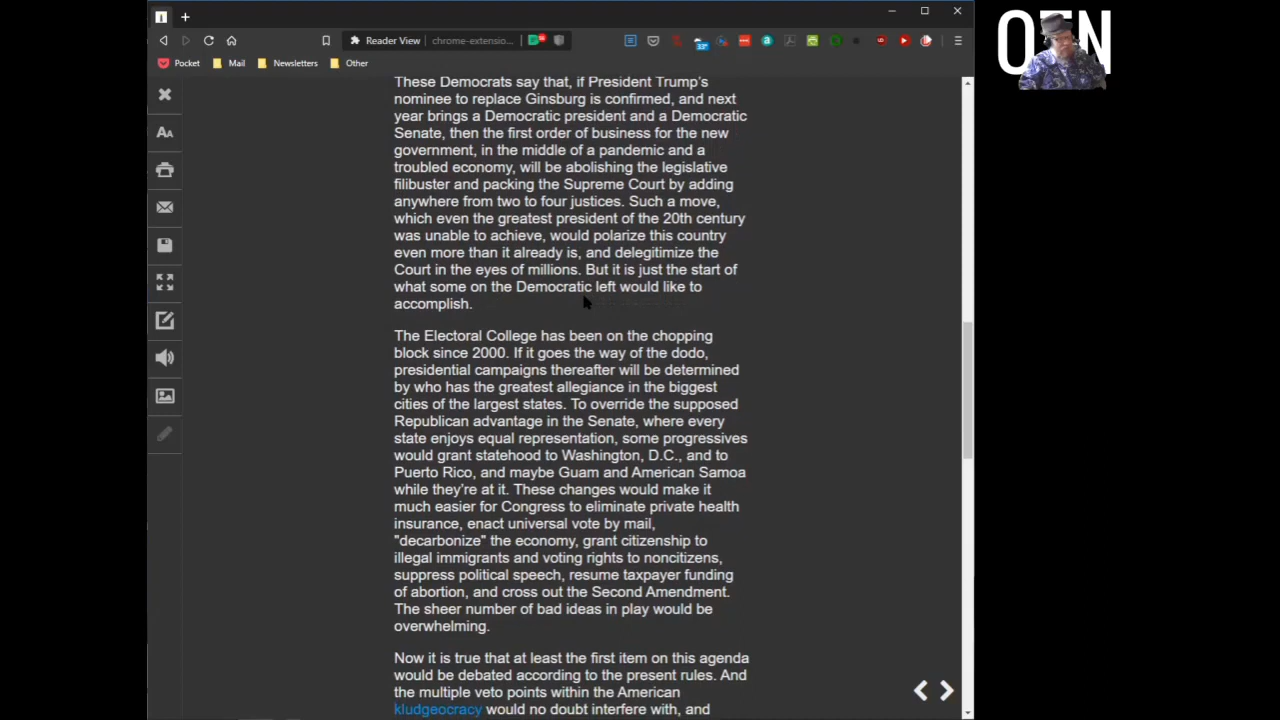 Reader View
chrome-extensio...
33°
Pocket
Mail
Newsletters
Other
These Democrats say that, if President Trump's
nominee to replace Ginsburg is confirmed, and next
year brings a Democratic president and a Democratic
Senate, then the first order of business for the new
government, in the middle of a pandemic and a
troubled economy, will be abolishing the legislative
filibuster and packing the Supreme Court by adding
anywhere from two to four justices. Such a move,
which even the greatest president of the 20th century
was unable to achieve, would polarize this country
even more than it already is, and delegitimize the
Court in the eyes of millions. But it is just the start of
what some on the Democratic left would like to
accomplish.
The Electoral College has been on the chopping
block since 2000. If it goes the way of the dodo,
presidential campaigns thereafter will be determined
by who has the greatest allegiance in the biggest
cities of the largest states. To override the supposed
Republican advantage in the Senate, where every
state enjoys equal representation, some progressives
would grant statehood to Washington, D.C., and to
Puerto Rico, and maybe Guam and American Samoa
while they're at it. These changes would make it
much easier for Congress to eliminate private health
insurance, enact universal vote by mail,
"decarbonize" the economy, grant citizenship to
illegal immigrants and voting rights to noncitizens,
suppress political speech, resume taxpayer funding
of abortion, and cross out the Second Amendment.
The sheer number of bad ideas in play would be
overwhelming.
Now it is true that at least the first item on this agenda
would be debated according to the present rules. And
the multiple veto points within the American
kludgeocracy would no doubt interfere with, and